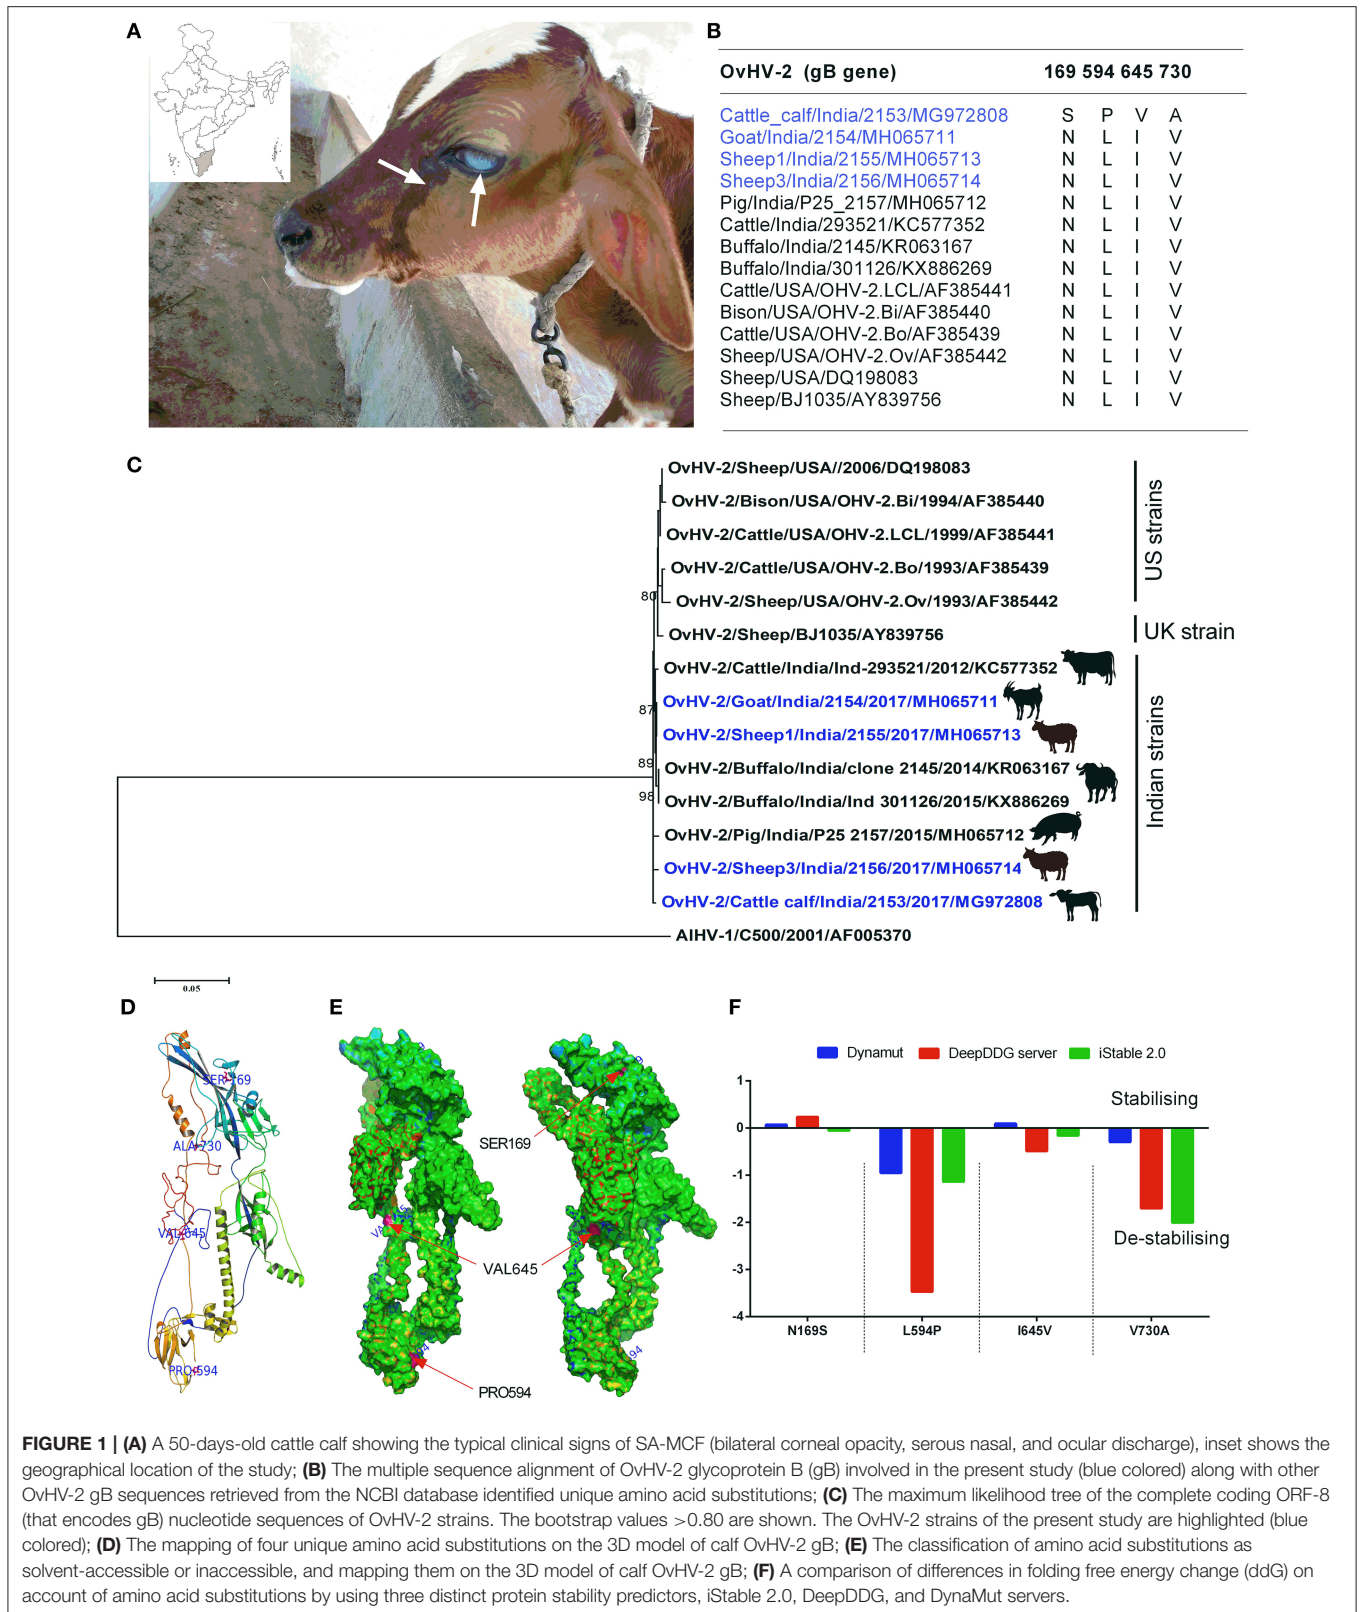 A
B
OvHV-2 (gB gene) 169 594 645 730
Cattle_calf/India/2153/MG972808 S P V A
Goat/India/2154/MH065711 N L I V
Sheep1/India/2155/MH065713 N L I V
Sheep3/India/2156/MH065714 N L I V
Pig/India/P25_2157/MH065712 N L I V
Cattle/India/293521/KC577352 N L I V
Buffalo/India/2145/KR063167 N L I V
Buffalo/India/301126/KX886269 N L I V
Cattle/USA/OHV-2.LCL/AF385441 N L I V
Bison/USA/OHV-2.Bi/AF385440 N L I V
Cattle/USA/OHV-2.Bo/AF385439 N L I V
Sheep/USA/OHV-2.Ov/AF385442 N L I V
Sheep/USA/DQ198083 N L I V
Sheep/BJ1035/AY839756 N L I V
C
OvHV-2/Sheep/USA//2006/DQ198083
OvHV-2/Bison/USA/OHV-2.Bi/1994/AF385440
OvHV-2/Cattle/USA/OHV-2.LCL/1999/AF385441
OvHV-2/Cattle/USA/OHV-2.Bo/1993/AF385439
80
OvHV-2/Sheep/USA/OHV-2.Ov/1993/AF385442
US strains
OvHV-2/Sheep/BJ1035/AY839756
UK strain
OvHV-2/Cattle/India/Ind-293521/2012/KC577352
OvHV-2/Goat/India/2154/2017/MH065711
87
OvHV-2/Sheep1/India/2155/2017/MH065713
89
OvHV-2/Buffalo/India/clone 2145/2014/KR063167
98
OvHV-2/Buffalo/India/Ind 301126/2015/KX886269
OvHV-2/Pig/India/P25 2157/2015/MH065712
OvHV-2/Sheep3/India/2156/2017/MH065714
OvHV-2/Cattle calf/India/2153/2017/MG972808
Indian strains
AlHV-1/C500/2001/AF005370
0.05
D
SER-169
ALA-730
VAL-645
PRO-594
E
SER169
VAL645
PRO594
94
F
Dynamut DeepDDG server iStable 2.0
1
0
-1
-2
-3
-4
Stabilising
De-stabilising
N169S L594P I645V V730A
FIGURE 1 | (A) A 50-days-old cattle calf showing the typical clinical signs of SA-MCF (bilateral corneal opacity, serous nasal, and ocular discharge), inset shows the
geographical location of the study; (B) The multiple sequence alignment of OvHV-2 glycoprotein B (gB) involved in the present study (blue colored) along with other
OvHV-2 gB sequences retrieved from the NCBI database identified unique amino acid substitutions; (C) The maximum likelihood tree of the complete coding ORF-8
(that encodes gB) nucleotide sequences of OvHV-2 strains. The bootstrap values >0.80 are shown. The OvHV-2 strains of the present study are highlighted (blue
colored); (D) The mapping of four unique amino acid substitutions on the 3D model of calf OvHV-2 gB; (E) The classification of amino acid substitutions as
solvent-accessible or inaccessible, and mapping them on the 3D model of calf OvHV-2 gB; (F) A comparison of differences in folding free energy change (ddG) on
account of amino acid substitutions by using three distinct protein stability predictors, iStable 2.0, DeepDDG, and DynaMut servers.